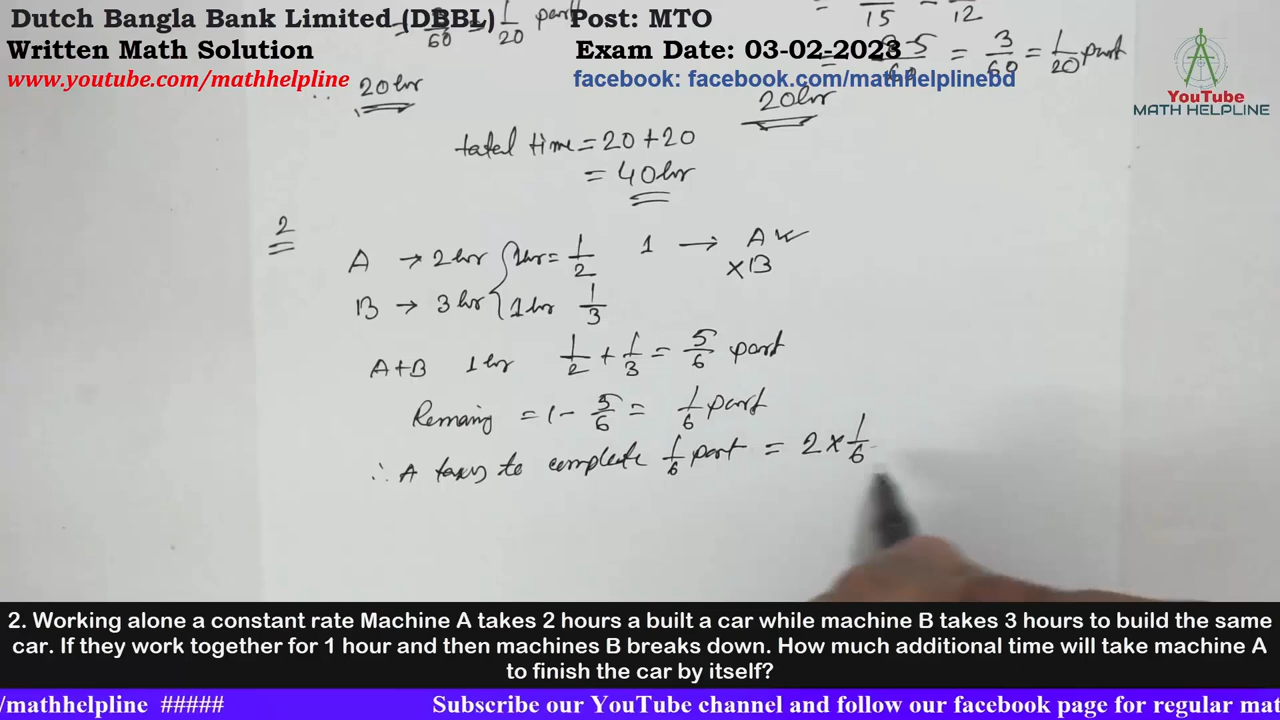 Dutch Bangla Bank Limited (DBBL) Post: MTO
Written Math Solution Exam Date: 03-02-2023
www.youtube.com/mathhelpline facebook: facebook.com/mathhelplinebd
YouTube
MATH HELPLINE
60 20 part
15 12
= 3/60 = 1/20 part
20hr
20hr
total time = 20 + 20
= 40hr
2
A → 2hr 1hr = 1/2 1 → A
B → 3hr 1hr 1/3 × B
A+B 1hr 1/2 + 1/3 = 5/6 part
Remaing = 1 - 5/6 = 1/6 part
∴ A takes to complete 1/6 part = 2 × 1/6
2. Working alone a constant rate Machine A takes 2 hours a built a car while machine B takes 3 hours to build the same
car. If they work together for 1 hour and then machines B breaks down. How much additional time will take machine A
to finish the car by itself?
/mathhelpline ##### Subscribe our YouTube channel and follow our facebook page for regular mat